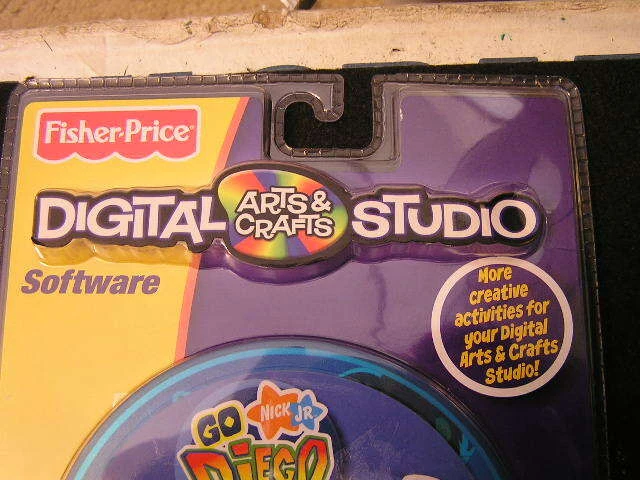 Fisher-Price
DIGITAL ARTS & CRAFTS STUDIO
Software
More
creative
activities for
your Digital
Arts & Crafts
Studio!
NICK JR.
GO
DIEGO